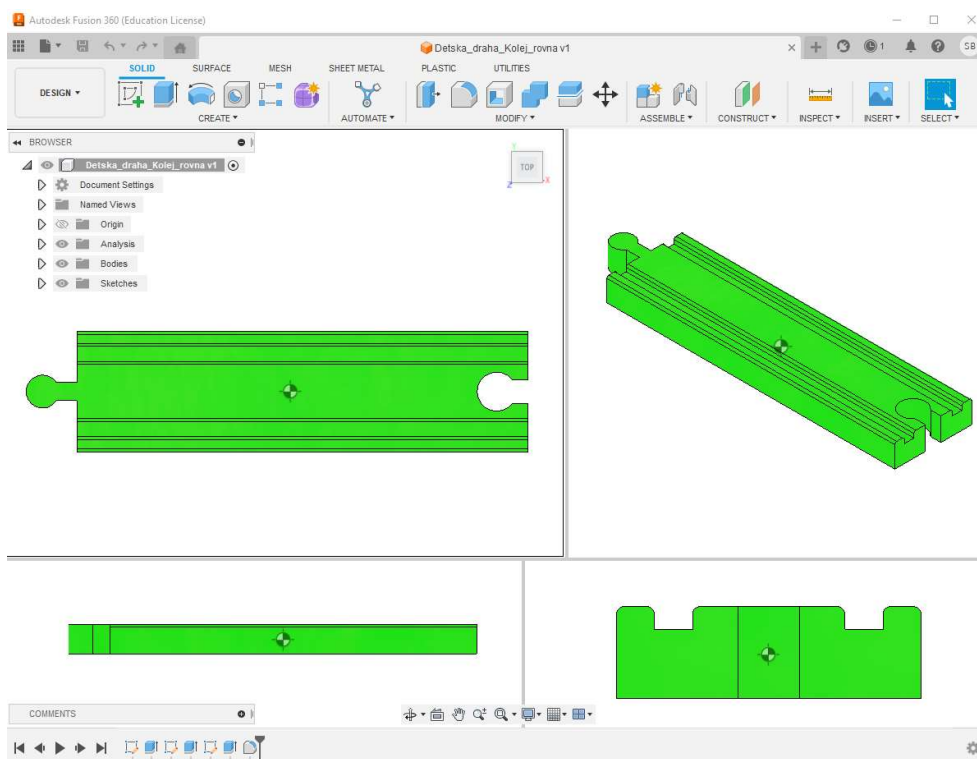 Autodesk Fusion 360 (Education License)
Detska_draha_Kolej_rovna v1
1
SB
DESIGN
SOLID SURFACE MESH SHEET METAL PLASTIC UTILITIES
CREATE AUTOMATE MODIFY ASSEMBLE CONSTRUCT INSPECT INSERT SELECT
BROWSER
Detska_draha_Kolej_rovna v1
Document Settings
Named Views
Origin
Analysis
Bodies
Sketches
Y
TOP
Z
X
COMMENTS